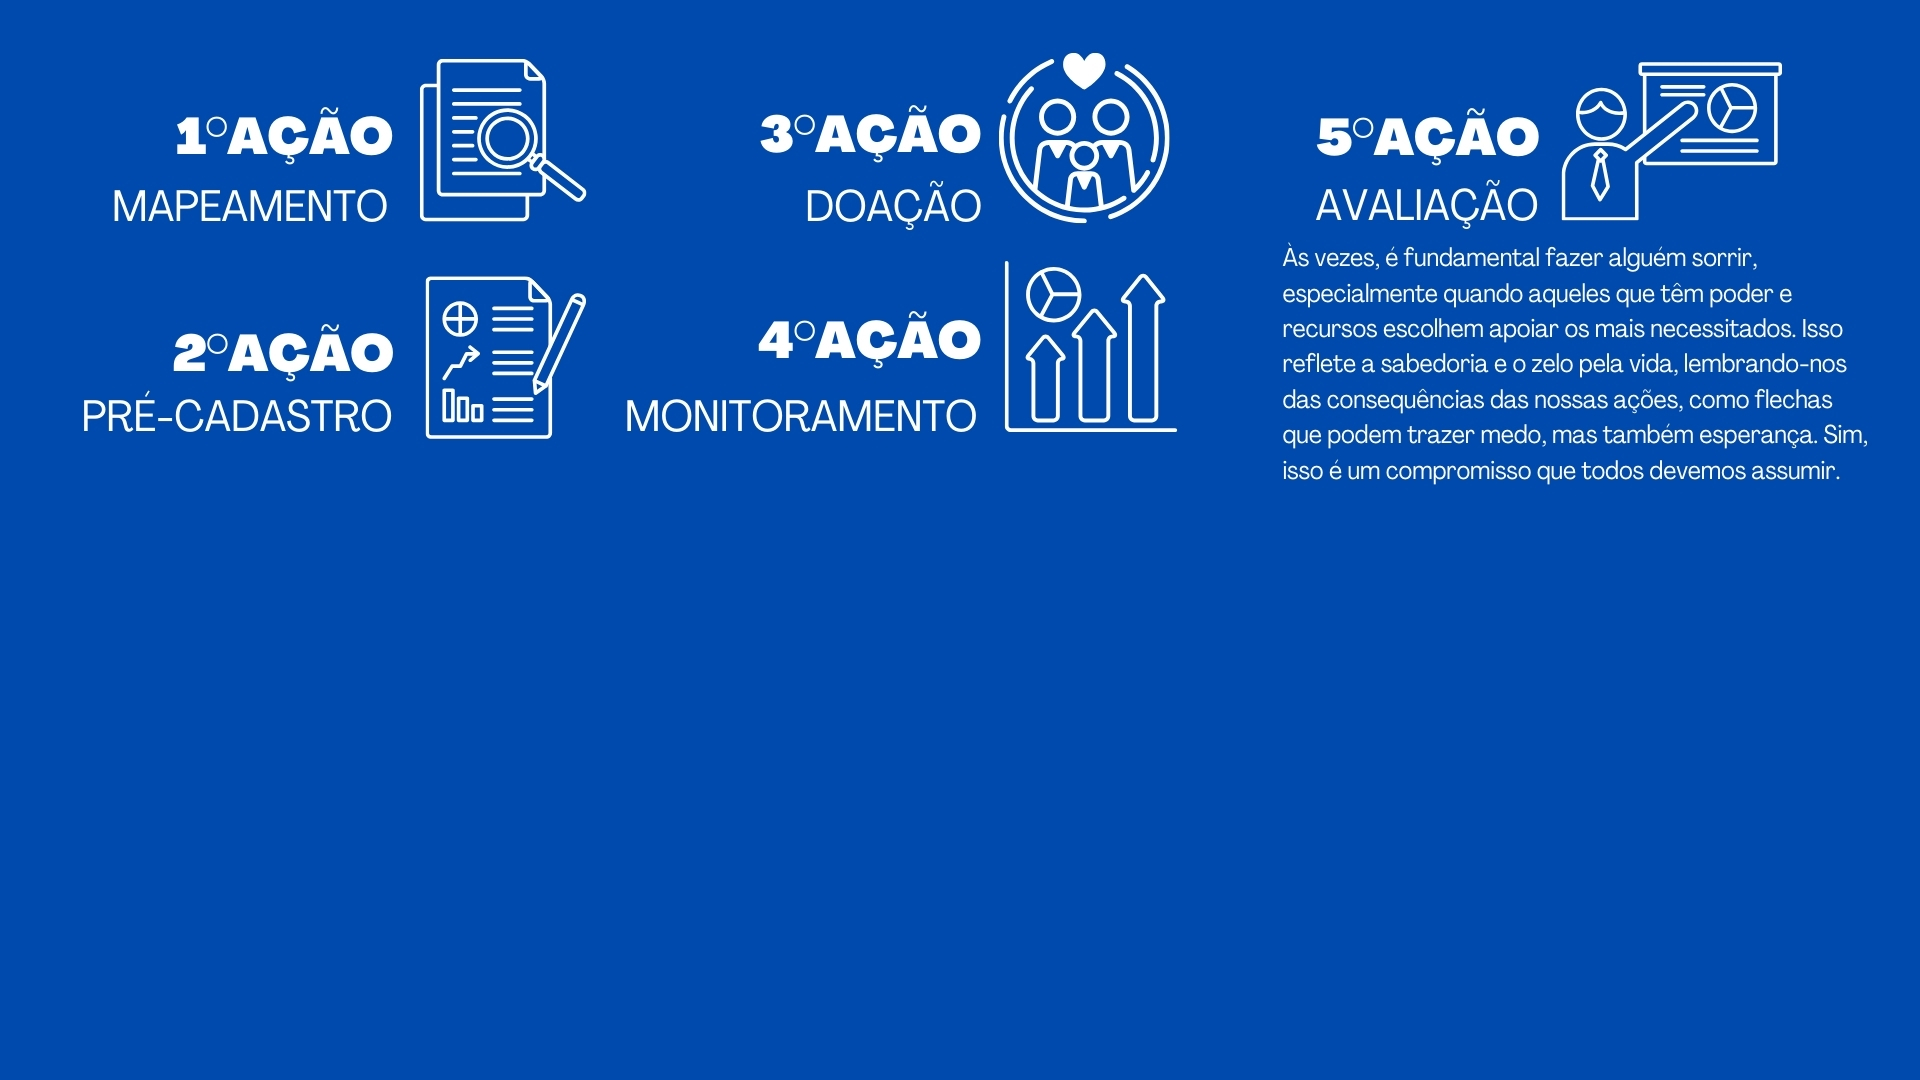 1°AÇÃO
MAPEAMENTO
2°AÇÃO
PRÉ-CADASTRO
3°AÇÃO
DOAÇÃO
4°AÇÃO
MONITORAMENTO
5°AÇÃO
AVALIAÇÃO
Às vezes, é fundamental fazer alguém sorrir,
especialmente quando aqueles que têm poder e
recursos escolhem apoiar os mais necessitados. Isso
reflete a sabedoria e o zelo pela vida, lembrando-nos
das consequências das nossas ações, como flechas
que podem trazer medo, mas também esperança. Sim,
isso é um compromisso que todos devemos assumir.